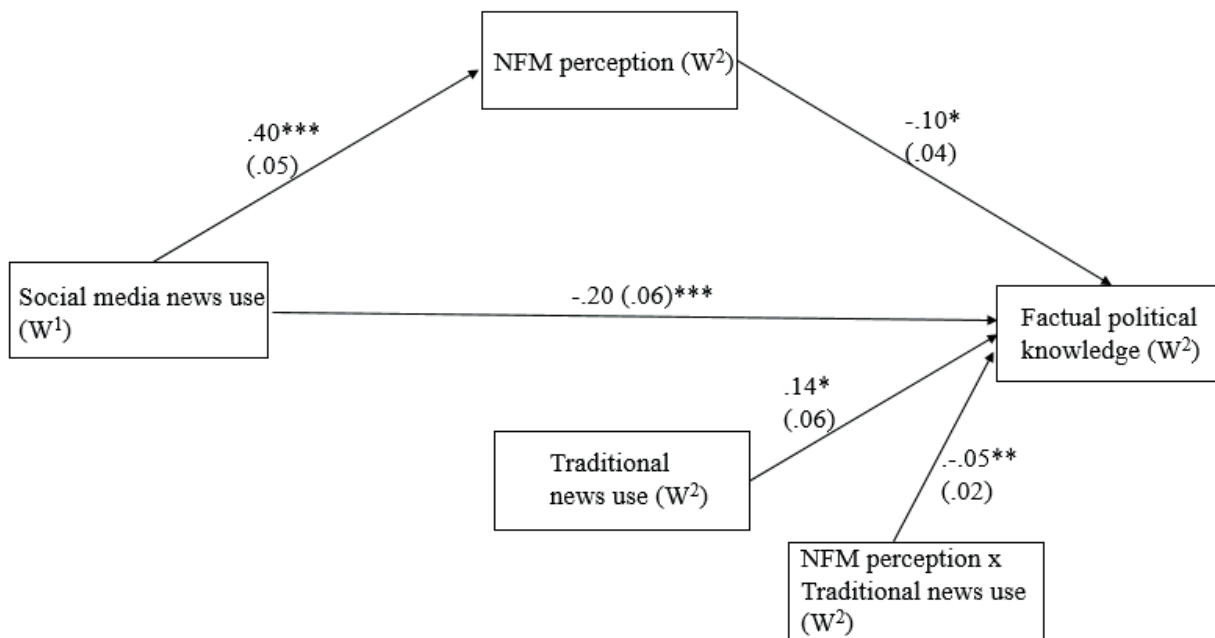 NFM perception (W²)
.40***
(.05)
-.10*
(.04)
Social media news use
(W¹)
-.20 (.06)***
Factual political
knowledge (W²)
.14*
(.06)
Traditional
news use (W²)
.-.05**
(.02)
NFM perception x
Traditional news use
(W²)